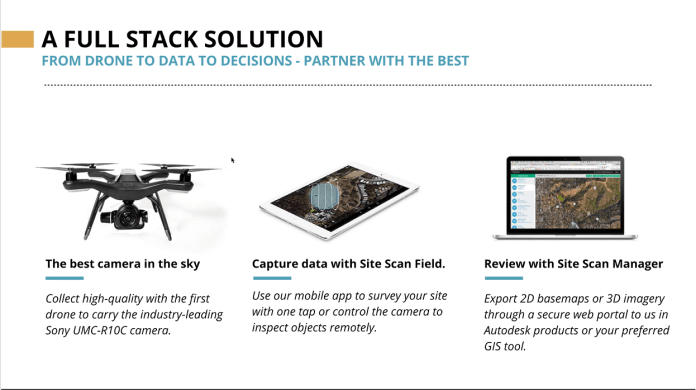 A FULL STACK SOLUTION
FROM DRONE TO DATA TO DECISIONS - PARTNER WITH THE BEST
The best camera in the sky
Collect high-quality with the first
drone to carry the industry-leading
Sony UMC-R10C camera.
Capture data with Site Scan Field.
Use our mobile app to survey your site
with one tap or control the camera to
inspect objects remotely.
Review with Site Scan Manager
Export 2D basemaps or 3D imagery
through a secure web portal to us in
Autodesk products or your preferred
GIS tool.